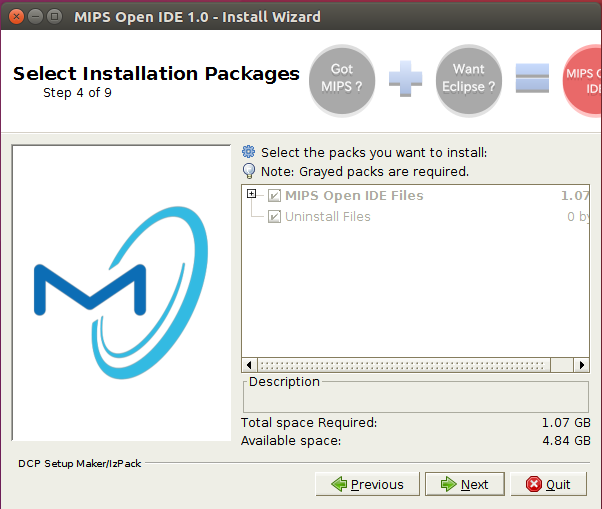 MIPS Open IDE 1.0 - Install Wizard
Select Installation Packages
Step 4 of 9
Got
MIPS ?
Want
Eclipse ?
MIPS O
IDE
Select the packs you want to install:
Note: Grayed packs are required.
MIPS Open IDE Files 1.07
Uninstall Files 0 by
Description
Total space Required: 1.07 GB
Available space: 4.84 GB
DCP Setup Maker/IzPack
Previous Next Quit